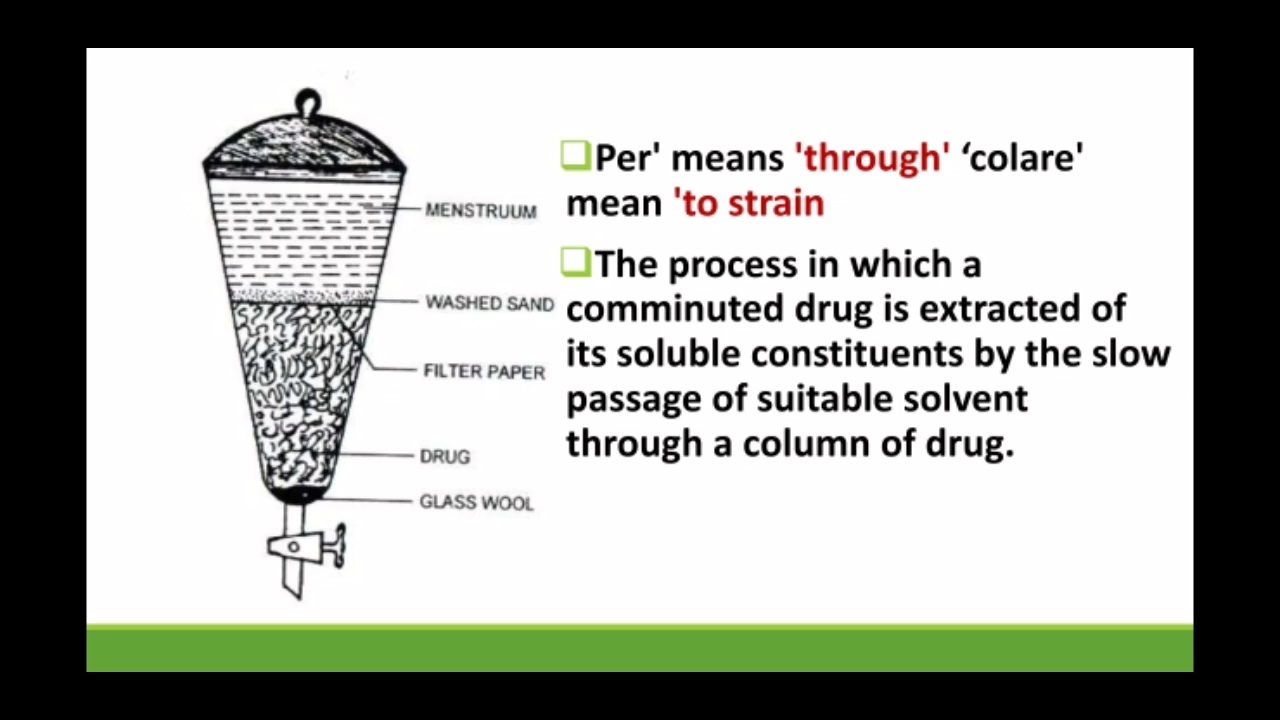 MENSTRUUM
WASHED SAND
FILTER PAPER
DRUG
GLASS WOOL
Per' means 'through' ‘colare'
mean 'to strain
The process in which a
comminuted drug is extracted of
its soluble constituents by the slow
passage of suitable solvent
through a column of drug.